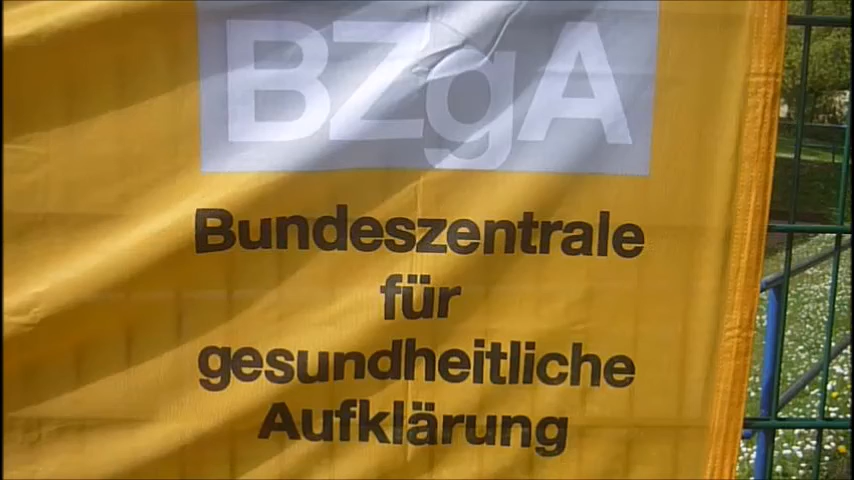 BZgA
Bundeszentrale
für
gesundheitliche
Aufklärung